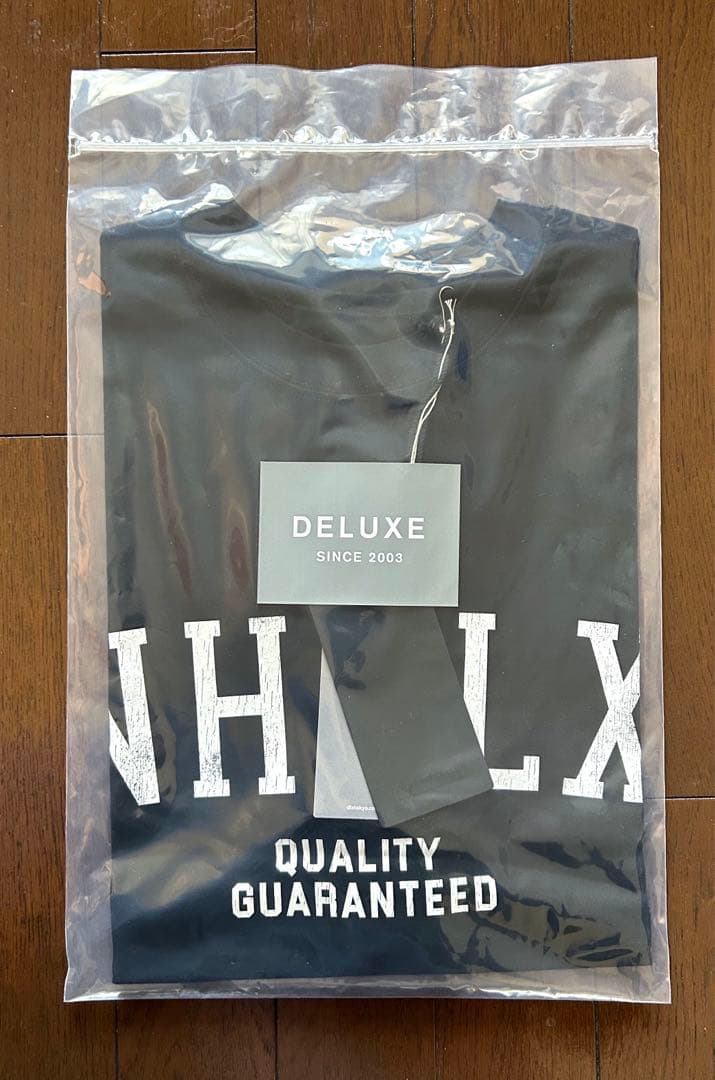 DELUXE
SINCE 2003
NH LX
QUALITY
GUARANTEED